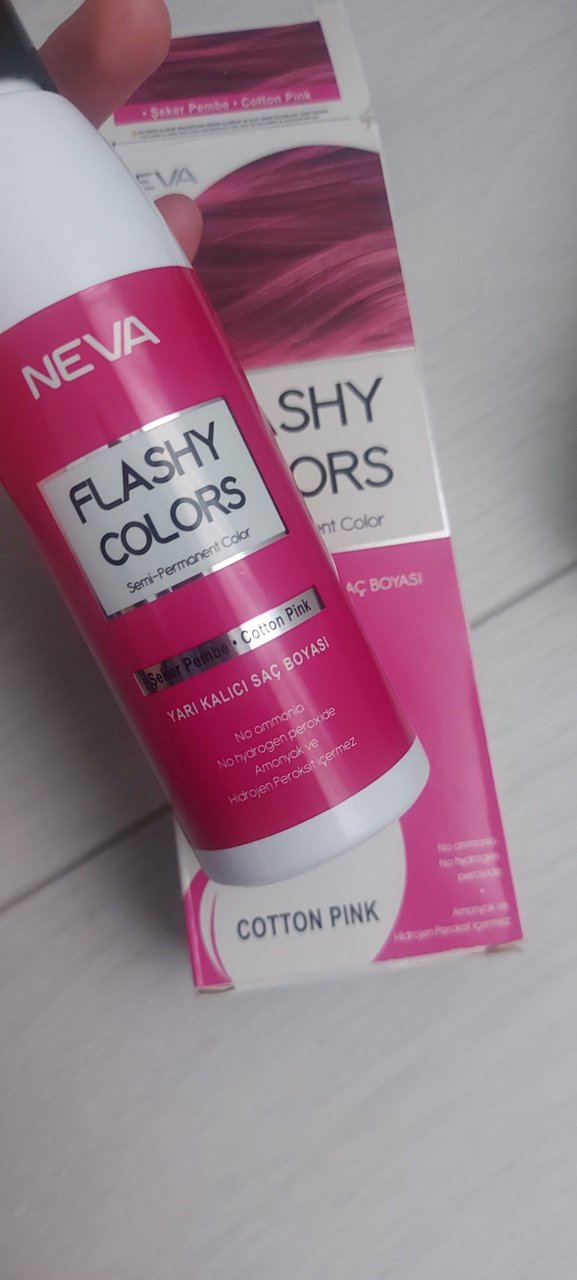 • Şeker Pembe • Cotton Pink
EVA
SHY
ORS
nt Color
AÇ BOYASI
No ammonia
No hydrogen
peroxide
•
Amonyak ve
Hidrojen Peroksit içermez
COTTON PINK
NEVA
FLASHY
COLORS
Semi-Permanent Color
Şeker Pembe • Cotton Pink
YARI KALICI SAÇ BOYASI
No ammonia
No hydrogen peroxide
Amonyak ve
Hidrojen Peroksit içermez